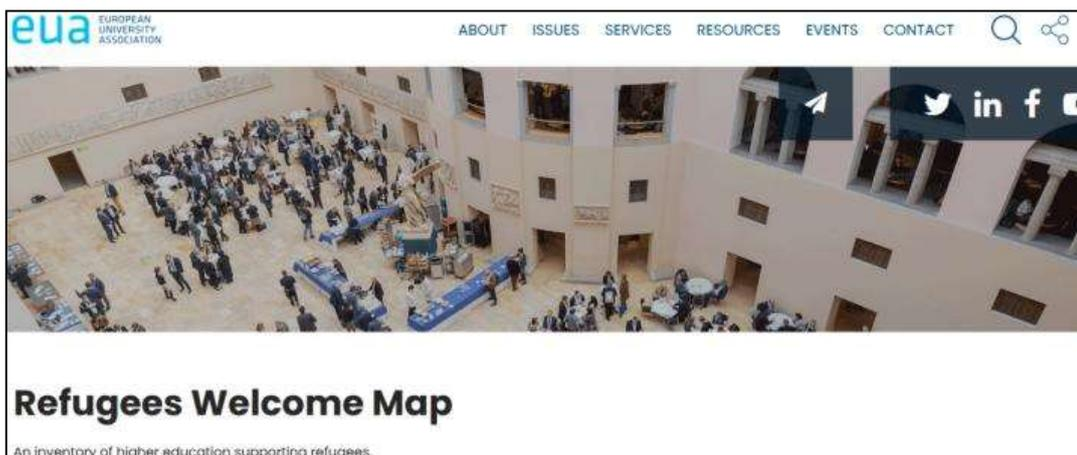 eua EUROPEAN
UNIVERSITY
ASSOCIATION
ABOUT ISSUES SERVICES RESOURCES EVENTS CONTACT
Refugees Welcome Map
An inventory of higher education supporting refugees.